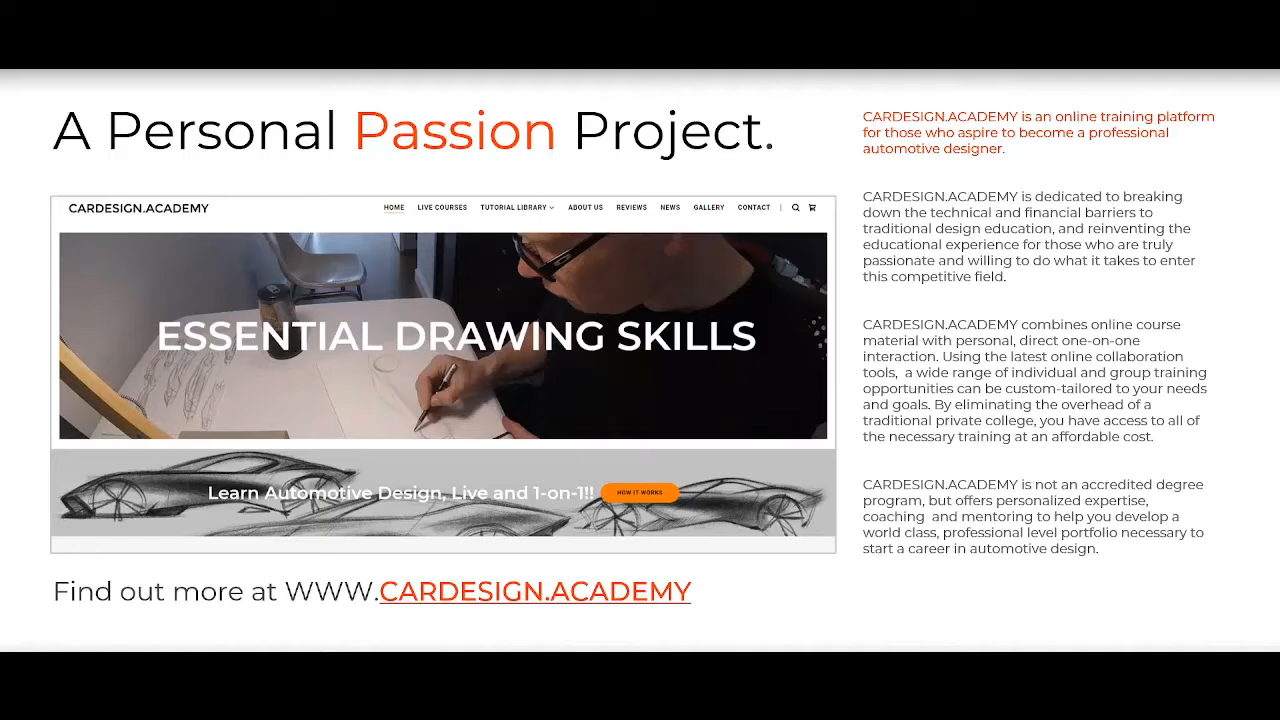 A Personal Passion Project.
CARDESIGN.ACADEMY
HOME LIVE COURSES TUTORIAL LIBRARY ABOUT US REVIEWS NEWS GALLERY CONTACT |
ESSENTIAL DRAWING SKILLS
Learn Automotive Design, Live and 1-on-1!! HOW IT WORKS
Find out more at WWW.CARDESIGN.ACADEMY
CARDESIGN.ACADEMY is an online training platform
for those who aspire to become a professional
automotive designer.
CARDESIGN.ACADEMY is dedicated to breaking
down the technical and financial barriers to
traditional design education, and reinventing the
educational experience for those who are truly
passionate and willing to do what it takes to enter
this competitive field.
CARDESIGN.ACADEMY combines online course
material with personal, direct one-on-one
interaction. Using the latest online collaboration
tools, a wide range of individual and group training
opportunities can be custom-tailored to your needs
and goals. By eliminating the overhead of a
traditional private college, you have access to all of
the necessary training at an affordable cost.
CARDESIGN.ACADEMY is not an accredited degree
program, but offers personalized expertise,
coaching and mentoring to help you develop a
world class, professional level portfolio necessary to
start a career in automotive design.